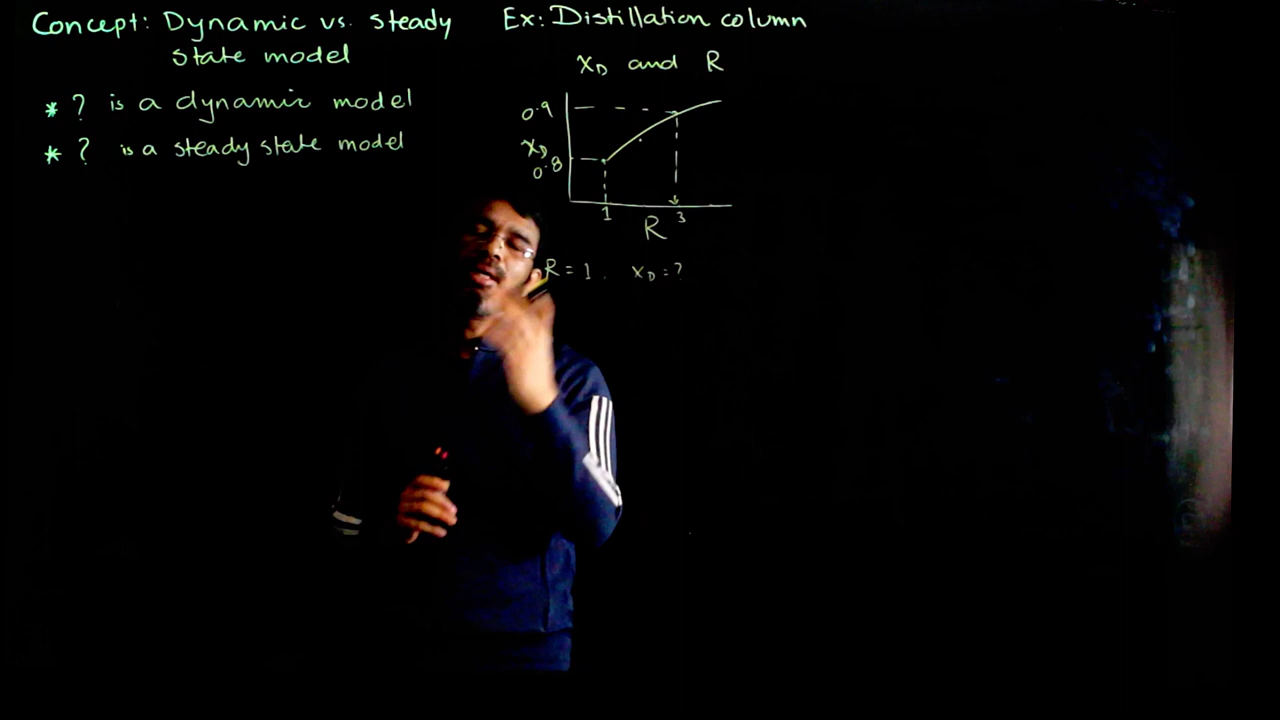 Concept: Dynamic vs. steady
state model
* ? is a dynamic model
* ? is a steady state model
Ex: Distillation column
XD and R
0.9
XD
0.8
1
3
R
R = 1 . XD = ?